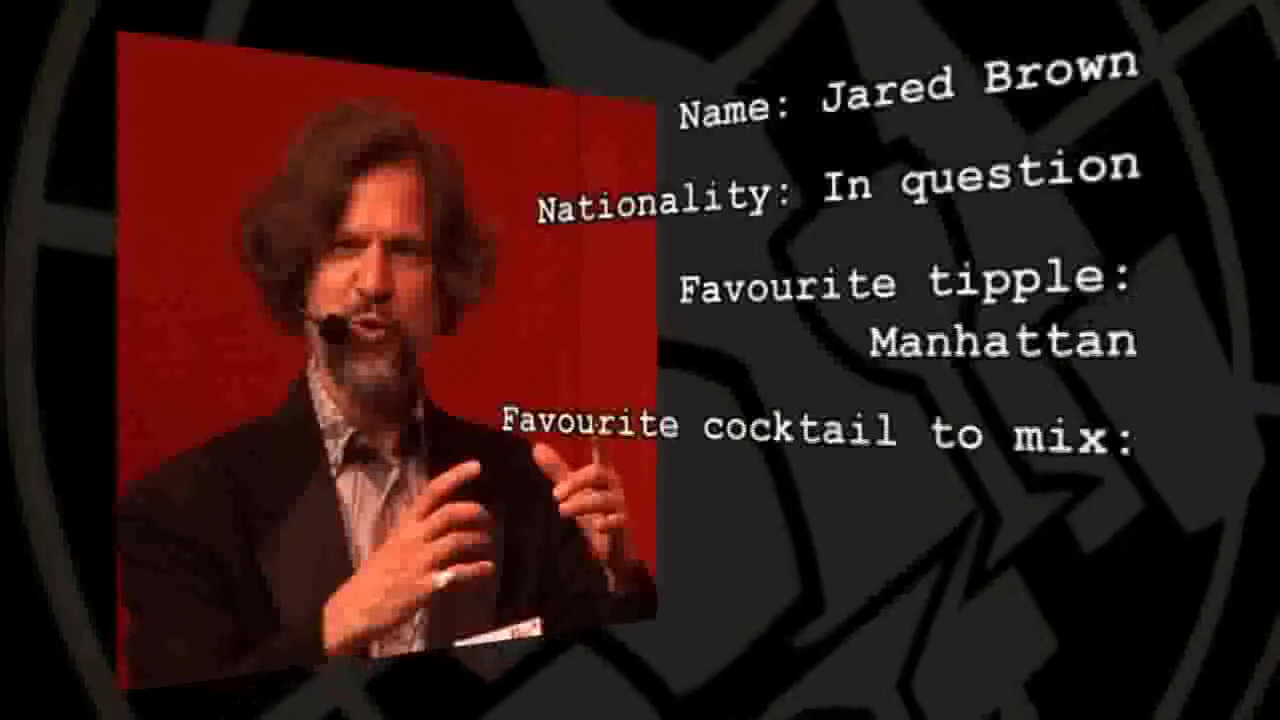 Name: Jared Brown
Nationality: In question
Favourite tipple:
Manhattan
Favourite cocktail to mix: